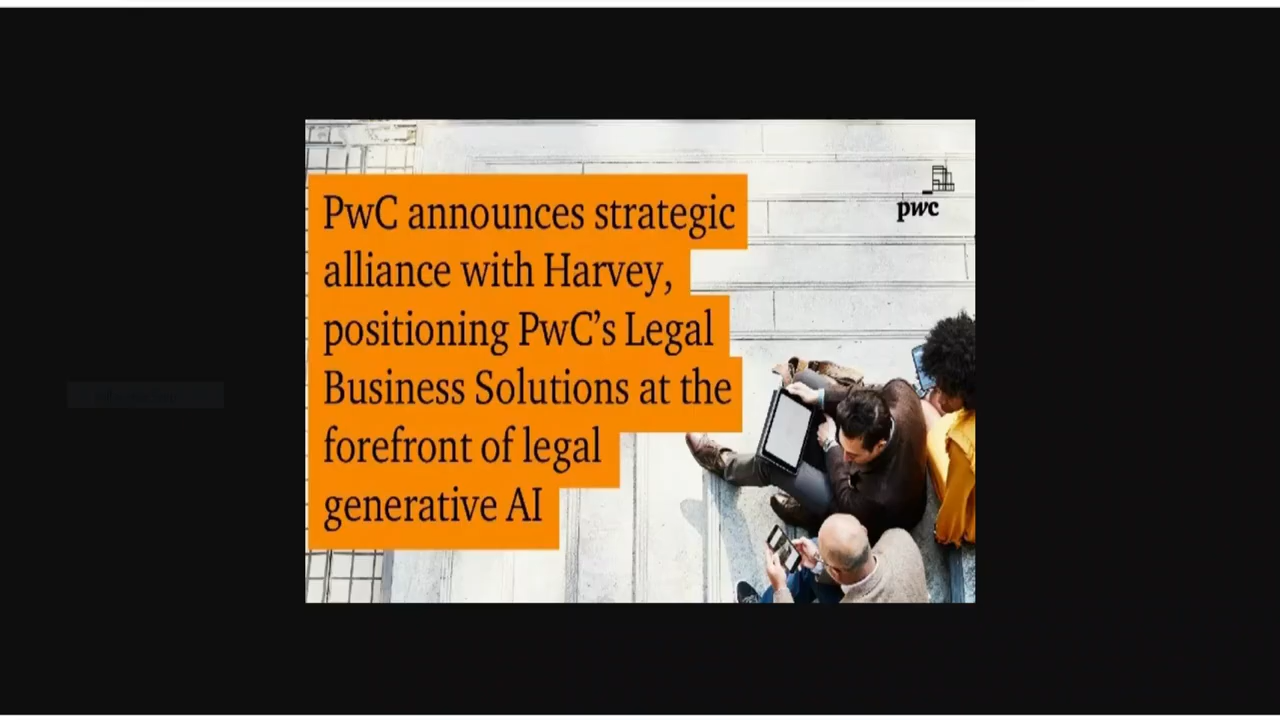 PwC announces strategic
alliance with Harvey,
positioning PwC’s Legal
Business Solutions at the
forefront of legal
generative AI
pwc